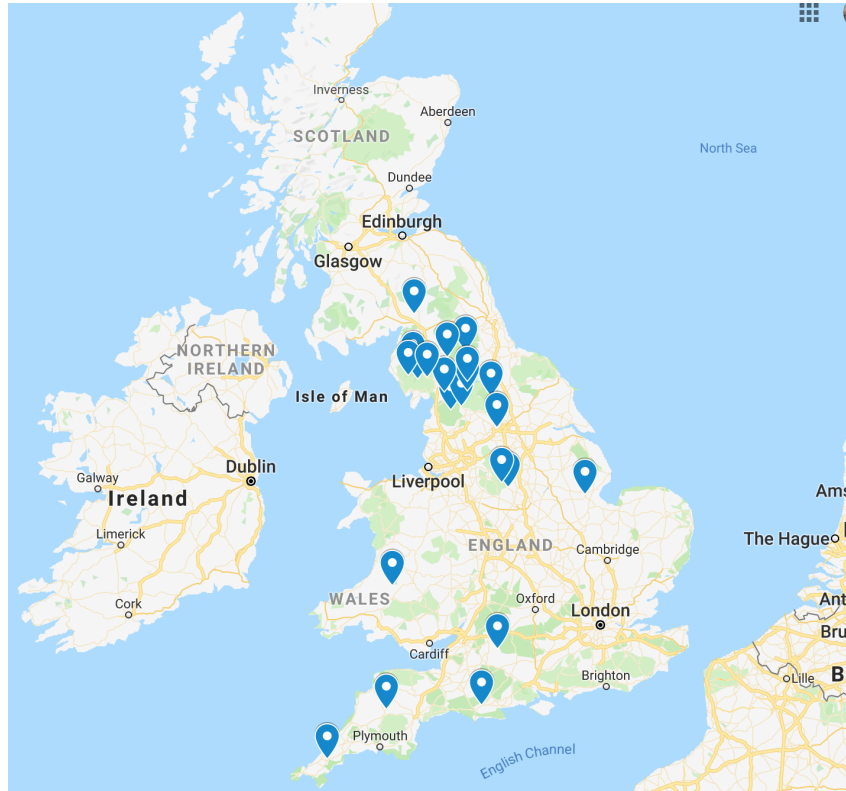 Inverness
Aberdeen
SCOTLAND
North Sea
Dundee
Edinburgh
Glasgow
NORTHERN
IRELAND
Isle of Man
Dublin
Galway
Liverpool
Ireland
Ams
Limerick
The Hague
ENGLAND
Cambridge
WALES
Oxford
Ant
Cork
London
Bru
Cardiff
Brighton
Lille
B
Plymouth
English Channel